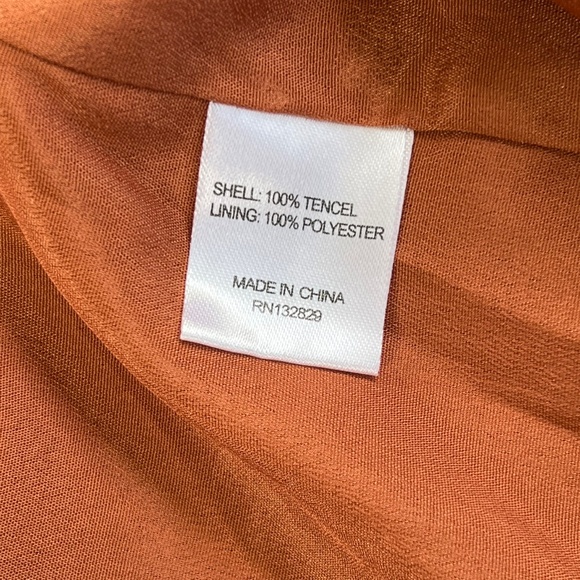 SHELL: 100% TENCEL
LINING: 100% POLYESTER
MADE IN CHINA
RN132829